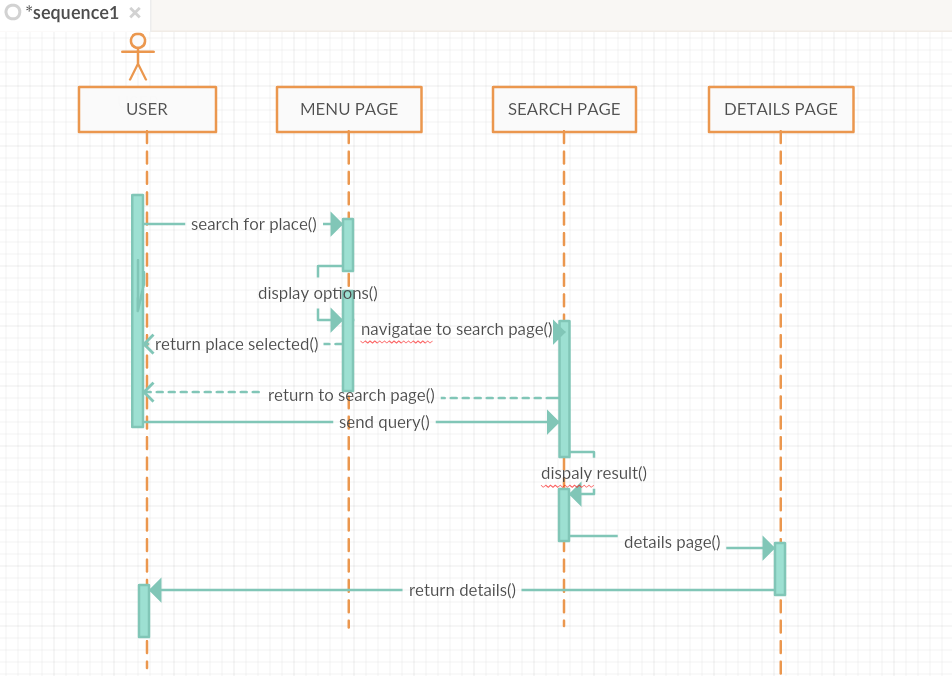 *sequence1
USER
MENU PAGE
SEARCH PAGE
DETAILS PAGE
search for place()
display options()
navigatae to search page()
return place selected()
return to search page()
send query()
dispaly result()
details page()
return details()